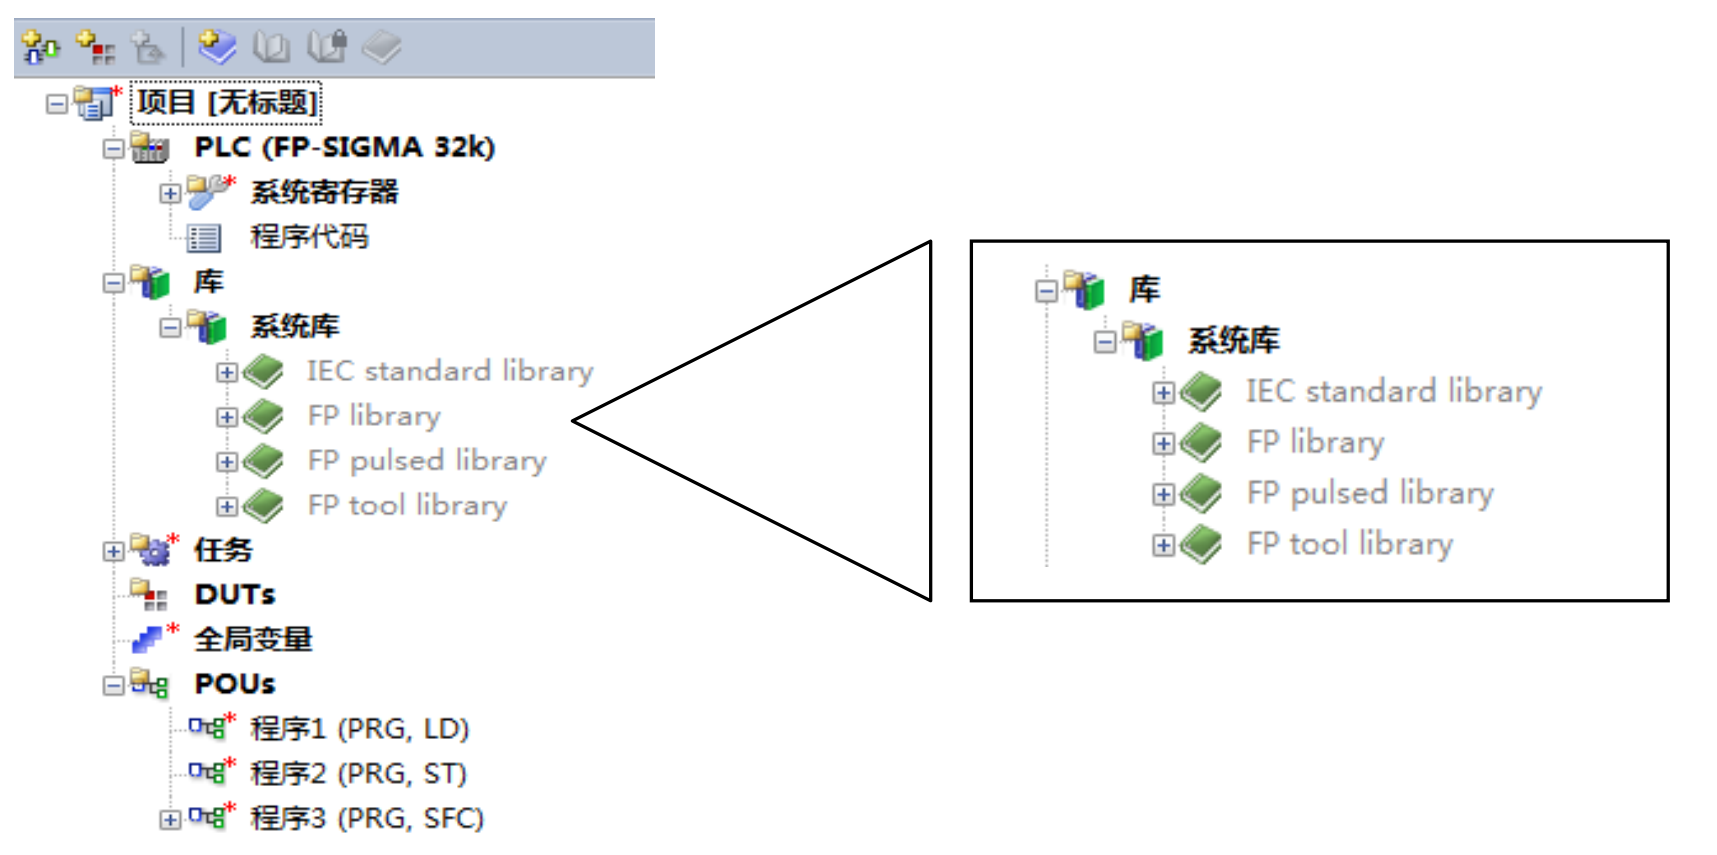 项目 [无标题]
PLC (FP-SIGMA 32k)
系统寄存器
程序代码
库
系统库
IEC standard library
FP library
FP pulsed library
FP tool library
任务
DUTs
全局变量
POUs
程序1 (PRG, LD)
程序2 (PRG, ST)
程序3 (PRG, SFC)
库
系统库
IEC standard library
FP library
FP pulsed library
FP tool library